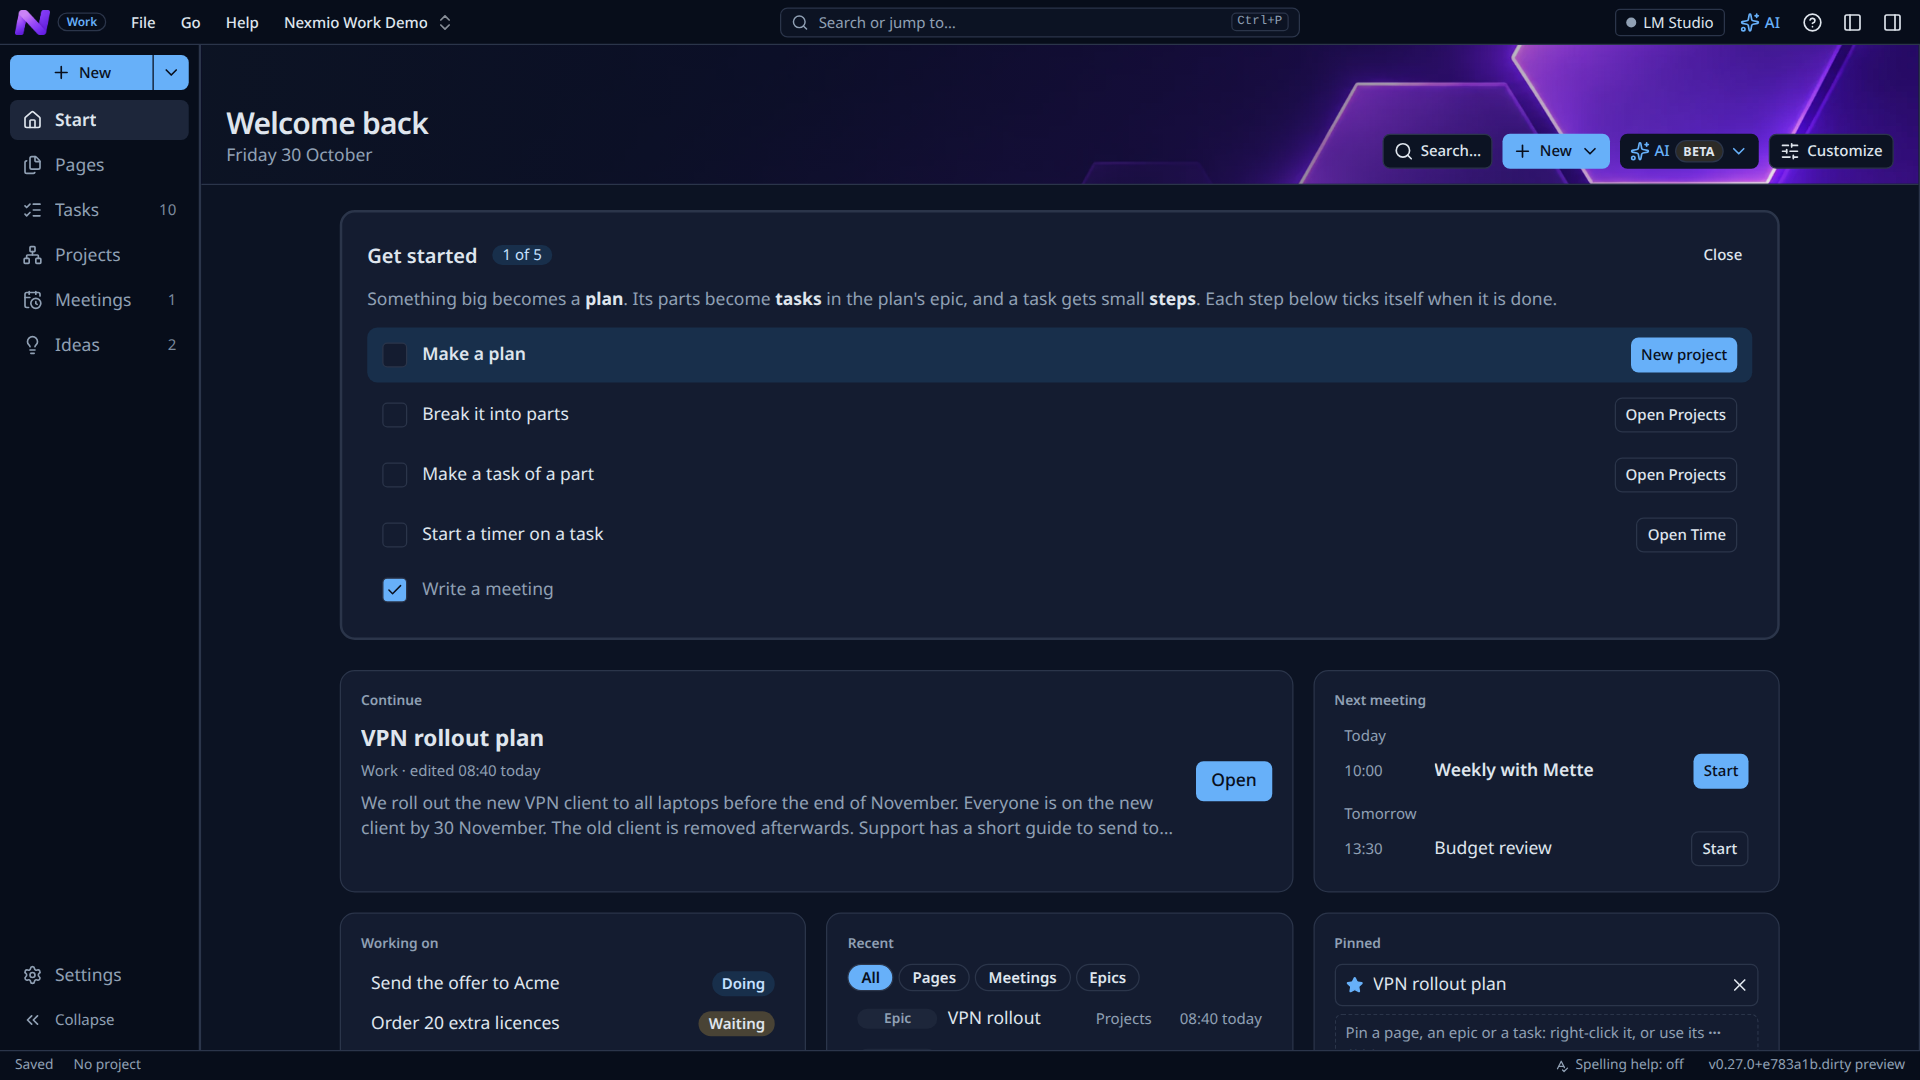 Work File Go Help Nexmio Work Demo Search or jump to... Ctrl+P LM Studio AI
New
Start
Pages
Tasks 10
Projects
Meetings 1
Ideas 2
Settings
Collapse
Welcome back
Friday 30 October
Search... New AI BETA Customize
Get started 1 of 5 Close
Something big becomes a plan. Its parts become tasks in the plan's epic, and a task gets small steps. Each step below ticks itself when it is done.
Make a plan New project
Break it into parts Open Projects
Make a task of a part Open Projects
Start a timer on a task Open Time
Write a meeting
Continue
VPN rollout plan
Work · edited 08:40 today
We roll out the new VPN client to all laptops before the end of November. Everyone is on the new
client by 30 November. The old client is removed afterwards. Support has a short guide to send to...
Open
Next meeting
Today
10:00 Weekly with Mette Start
Tomorrow
13:30 Budget review Start
Working on
Send the offer to Acme Doing
Order 20 extra licences Waiting
Recent
All Pages Meetings Epics
Epic VPN rollout Projects 08:40 today
Pinned
VPN rollout plan
Pin a page, an epic or a task: right-click it, or use its ···
Saved No project Spelling help: off v0.27.0+e783a1b.dirty preview